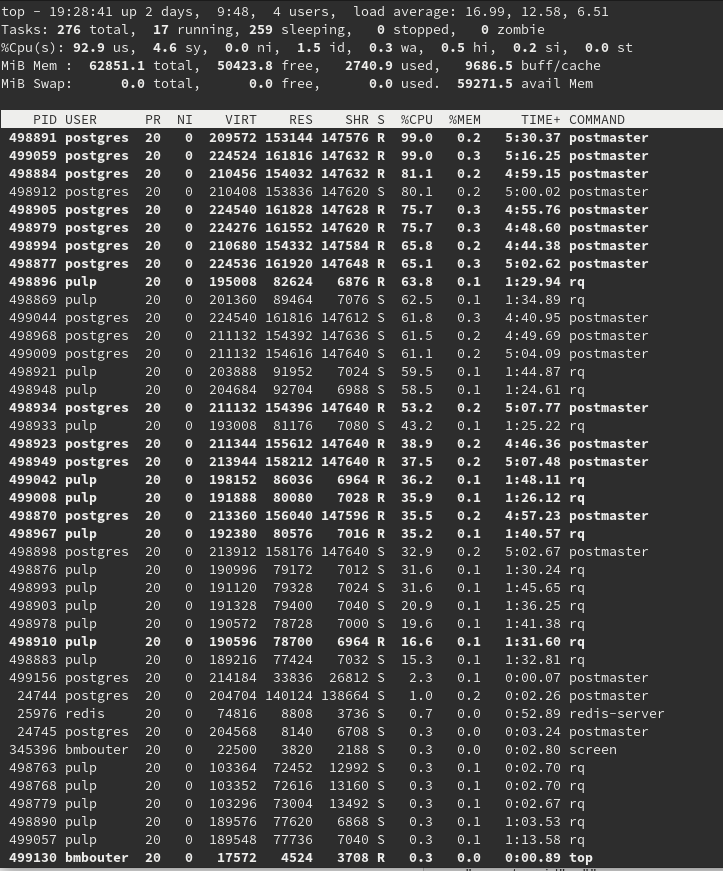 top - 19:28:41 up 2 days,  9:48,  4 users,  load average: 16.99, 12.58, 6.51
Tasks: 276 total,  17 running, 259 sleeping,   0 stopped,   0 zombie
%Cpu(s): 92.9 us,  4.6 sy,  0.0 ni,  1.5 id,  0.3 wa,  0.5 hi,  0.2 si,  0.0 st
MiB Mem :  62851.1 total,  50423.8 free,   2740.9 used,   9686.5 buff/cache
MiB Swap:      0.0 total,      0.0 free,      0.0 used.  59271.5 avail Mem
PID USER PR NI VIRT RES SHR S %CPU %MEM TIME+ COMMAND
498891 postgres 20 0 209572 153144 147576 R 99.0 0.2 5:30.37 postmaster
499059 postgres 20 0 224524 161816 147632 R 99.0 0.3 5:16.25 postmaster
498884 postgres 20 0 210456 154032 147632 R 81.1 0.2 4:59.15 postmaster
498912 postgres 20 0 210408 153836 147620 S 80.1 0.2 5:00.02 postmaster
498905 postgres 20 0 224540 161828 147628 R 75.7 0.3 4:55.76 postmaster
498979 postgres 20 0 224276 161552 147620 R 75.7 0.3 4:48.60 postmaster
498994 postgres 20 0 210680 154332 147584 R 65.8 0.2 4:44.38 postmaster
498877 postgres 20 0 224536 161920 147648 R 65.1 0.3 5:02.62 postmaster
498896 pulp 20 0 195008 82624 6876 R 63.8 0.1 1:29.94 rq
498869 pulp 20 0 201360 89464 7076 S 62.5 0.1 1:34.89 rq
499044 postgres 20 0 224540 161816 147612 S 61.8 0.3 4:40.95 postmaster
498968 postgres 20 0 211132 154392 147636 S 61.5 0.2 4:49.69 postmaster
499009 postgres 20 0 211132 154616 147640 S 61.1 0.2 5:04.09 postmaster
498921 pulp 20 0 203888 91952 7024 S 59.5 0.1 1:44.87 rq
498948 pulp 20 0 204684 92704 6988 S 58.5 0.1 1:24.61 rq
498934 postgres 20 0 211132 154396 147640 R 53.2 0.2 5:07.77 postmaster
498933 pulp 20 0 193008 81176 7080 S 43.2 0.1 1:25.22 rq
498923 postgres 20 0 211344 155612 147640 R 38.9 0.2 4:46.36 postmaster
498949 postgres 20 0 213944 158212 147640 R 37.5 0.2 5:07.48 postmaster
499042 pulp 20 0 198152 86036 6964 R 36.2 0.1 1:48.11 rq
499008 pulp 20 0 191888 80080 7028 R 35.9 0.1 1:26.12 rq
498870 postgres 20 0 213360 156040 147596 R 35.5 0.2 4:57.23 postmaster
498967 pulp 20 0 192380 80576 7016 R 35.2 0.1 1:40.57 rq
498898 postgres 20 0 213912 158176 147640 S 32.9 0.2 5:02.67 postmaster
498876 pulp 20 0 190996 79172 7012 S 31.6 0.1 1:30.24 rq
498993 pulp 20 0 191120 79328 7024 S 31.6 0.1 1:45.65 rq
498903 pulp 20 0 191328 79400 7040 S 20.9 0.1 1:36.25 rq
498978 pulp 20 0 190572 78728 7000 S 19.6 0.1 1:41.38 rq
498910 pulp 20 0 190596 78700 6964 R 16.6 0.1 1:31.60 rq
498883 pulp 20 0 189216 77424 7032 S 15.3 0.1 1:32.81 rq
499156 postgres 20 0 214184 33836 26812 S 2.3 0.1 0:00.07 postmaster
24744 postgres 20 0 204704 140124 138664 S 1.0 0.2 0:02.26 postmaster
25976 redis 20 0 74816 8808 3736 S 0.7 0.0 0:52.89 redis-server
24745 postgres 20 0 204568 8140 6708 S 0.3 0.0 0:03.24 postmaster
345396 bmbouter 20 0 22500 3820 2188 S 0.3 0.0 0:02.80 screen
498763 pulp 20 0 103364 72452 12992 S 0.3 0.1 0:02.70 rq
498768 pulp 20 0 103352 72616 13160 S 0.3 0.1 0:02.70 rq
498779 pulp 20 0 103296 73004 13492 S 0.3 0.1 0:02.67 rq
498890 pulp 20 0 189576 77620 6868 S 0.3 0.1 1:03.53 rq
499057 pulp 20 0 189548 77736 7040 S 0.3 0.1 1:13.58 rq
499130 bmbouter 20 0 17572 4524 3708 R 0.3 0.0 0:00.89 top